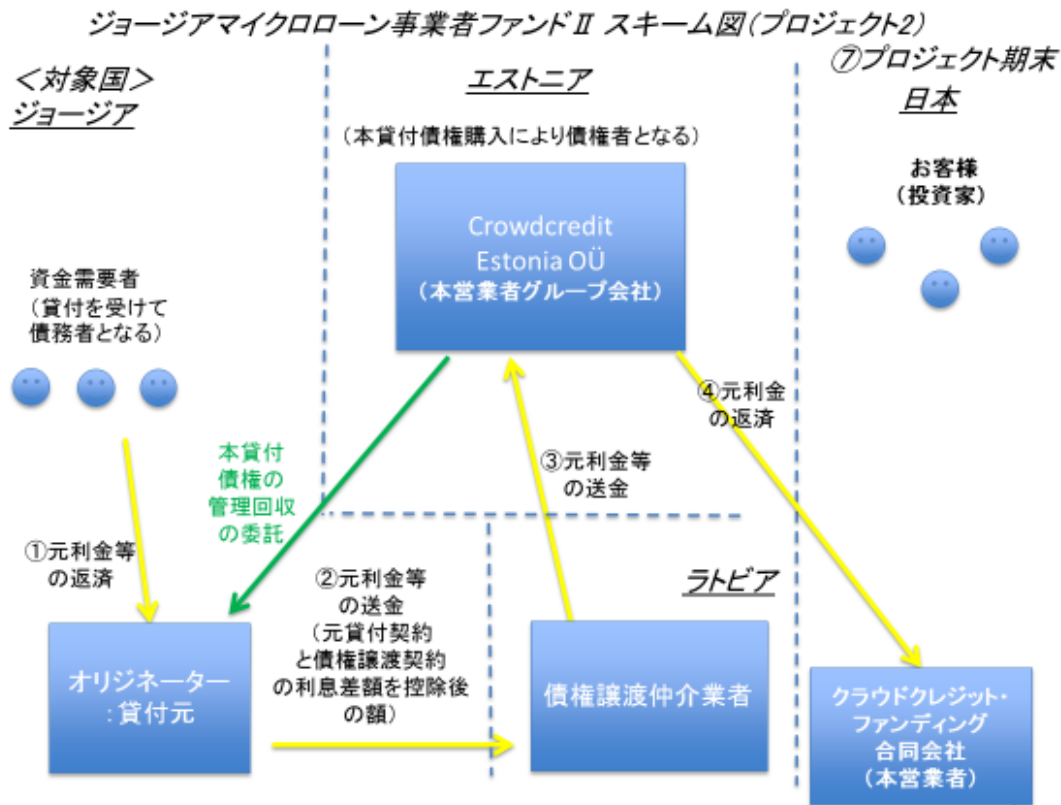 ジョージアマイクロローン事業者ファンドⅡ スキーム図(プロジェクト2)
<対象国>
ジョージア
エストニア
(本貸付債権購入により債権者となる)
Crowdcredit
Estonia OÜ
(本営業者グループ会社)
⑦プロジェクト期末
日本
お客様
(投資家)
資金需要者
(貸付を受けて
債務者となる)
①元利金等
の返済
本貸付
債権の
管理回収
の委託
②元利金等
の送金
(元貸付契約
と債権譲渡契約
の利息差額を控除後
の額)
③元利金等
の送金
④元利金
の返済
ラトビア
オリジネーター
:貸付元
債権譲渡仲介業者
クラウドクレジット・
ファンディング
合同会社
(本営業者)